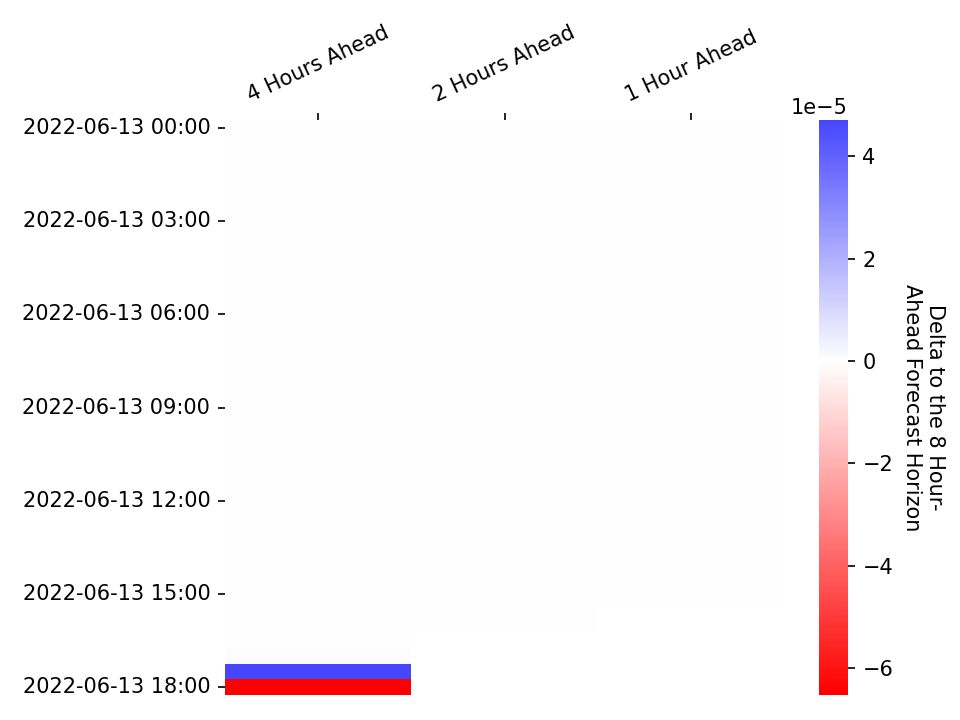 4 Hours Ahead
2 Hours Ahead
1 Hour Ahead
1e−5
2022-06-13 00:00
2022-06-13 03:00
2022-06-13 06:00
2022-06-13 09:00
2022-06-13 12:00
2022-06-13 15:00
2022-06-13 18:00
4
2
0
−2
−4
−6
Delta to the 8 Hour-
Ahead Forecast Horizon